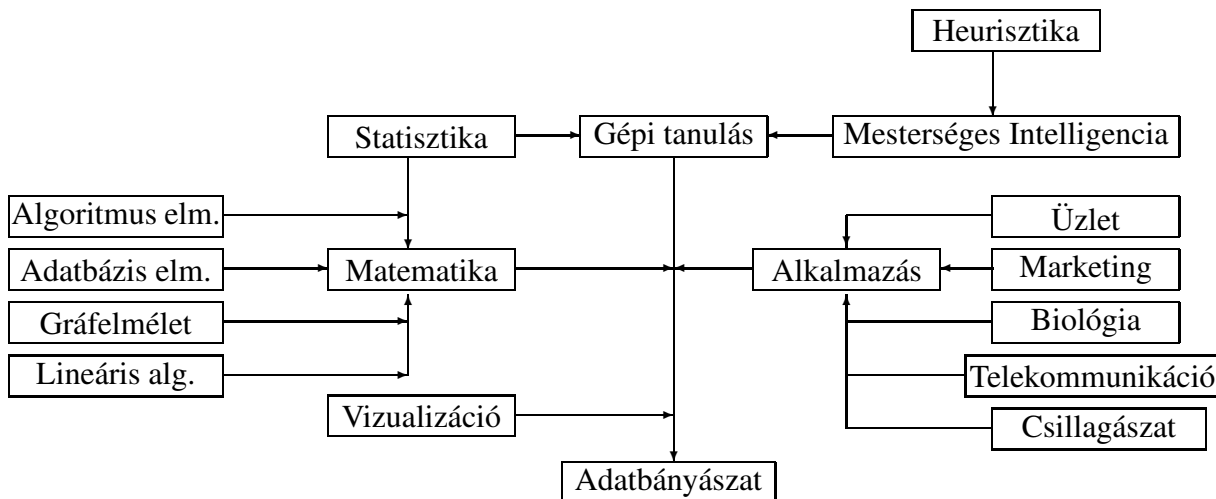 Heurisztika
Statisztika
Gépi tanulás
Mesterséges Intelligencia
Algoritmus elm.
Üzlet
Adatbázis elm.
Matematika
Alkalmazás
Marketing
Gráfelmélet
Biológia
Lineáris alg.
Telekommunikáció
Vizualizáció
Csillagászat
Adatbányászat